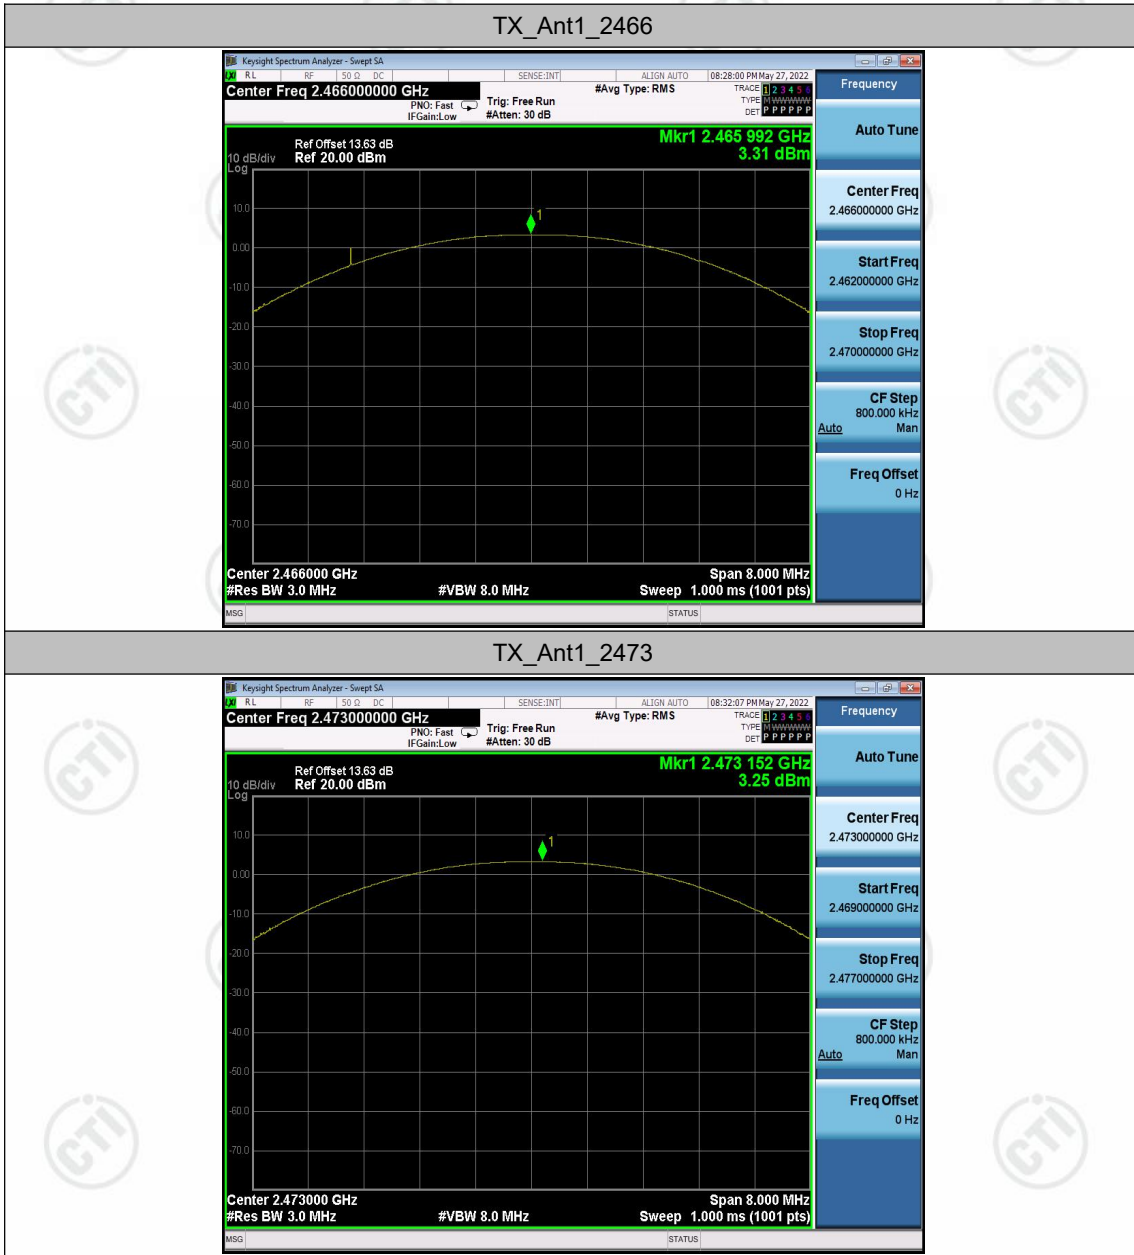 TX_Ant1_2466
Keysight Spectrum Analyzer - Swept SA
LXI RL RF 50 Ω DC SENSE:INT ALIGN AUTO 08:28:00 PM May 27, 2022
Center Freq 2.466000000 GHz
PNO: Fast
IFGain:Low
Trig: Free Run
#Atten: 30 dB
#Avg Type: RMS
TRACE 1 2 3 4 5 6
TYPE M WWWWW
DET P P P P P P
Ref Offset 13.63 dB
10 dB/div Ref 20.00 dBm
Log
Mkr1 2.465 992 GHz
3.31 dBm
1
10.0
0.00
-10.0
-20.0
-30.0
-40.0
-50.0
-60.0
-70.0
Center 2.466000 GHz Span 8.000 MHz
#Res BW 3.0 MHz #VBW 8.0 MHz Sweep 1.000 ms (1001 pts)
MSG STATUS
Frequency
Auto Tune
Center Freq
2.466000000 GHz
Start Freq
2.462000000 GHz
Stop Freq
2.470000000 GHz
CF Step
800.000 kHz
Auto Man
Freq Offset
0 Hz
CTI
CTI
TX_Ant1_2473
Keysight Spectrum Analyzer - Swept SA
LXI RL RF 50 Ω DC SENSE:INT ALIGN AUTO 08:32:07 PM May 27, 2022
Center Freq 2.473000000 GHz
PNO: Fast
IFGain:Low
Trig: Free Run
#Atten: 30 dB
#Avg Type: RMS
TRACE 1 2 3 4 5 6
TYPE M WWWWW
DET P P P P P P
Ref Offset 13.63 dB
10 dB/div Ref 20.00 dBm
Log
Mkr1 2.473 152 GHz
3.25 dBm
1
10.0
0.00
-10.0
-20.0
-30.0
-40.0
-50.0
-60.0
-70.0
Center 2.473000 GHz Span 8.000 MHz
#Res BW 3.0 MHz #VBW 8.0 MHz Sweep 1.000 ms (1001 pts)
MSG STATUS
Frequency
Auto Tune
Center Freq
2.473000000 GHz
Start Freq
2.469000000 GHz
Stop Freq
2.477000000 GHz
CF Step
800.000 kHz
Auto Man
Freq Offset
0 Hz
CTI
CTI
CTI
CTI